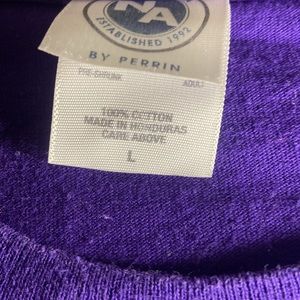 NA
ESTABLISHED 1992
BY PERRIN
PRE-SHRUNK ADULT
100% COTTON
MADE IN HONDURAS
CARE ABOVE
L